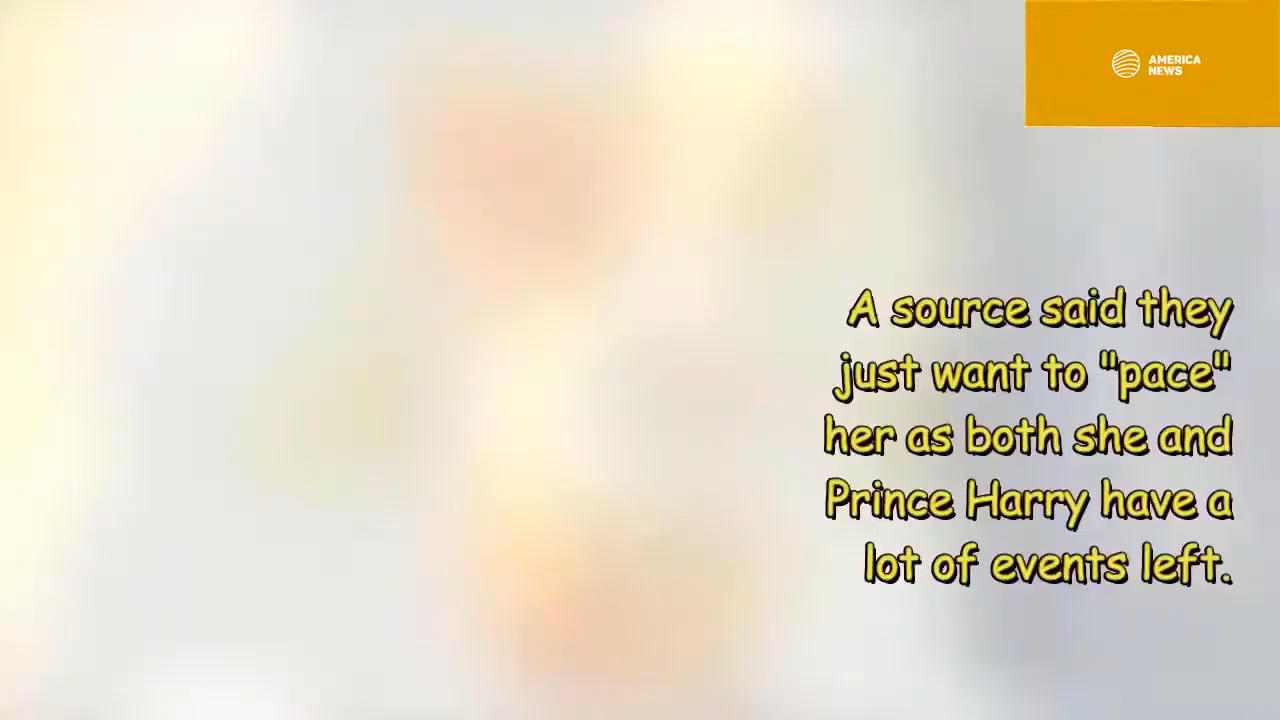 AMERICA
NEWS
A source said they
just want to "pace"
her as both she and
Prince Harry have a
lot of events left.